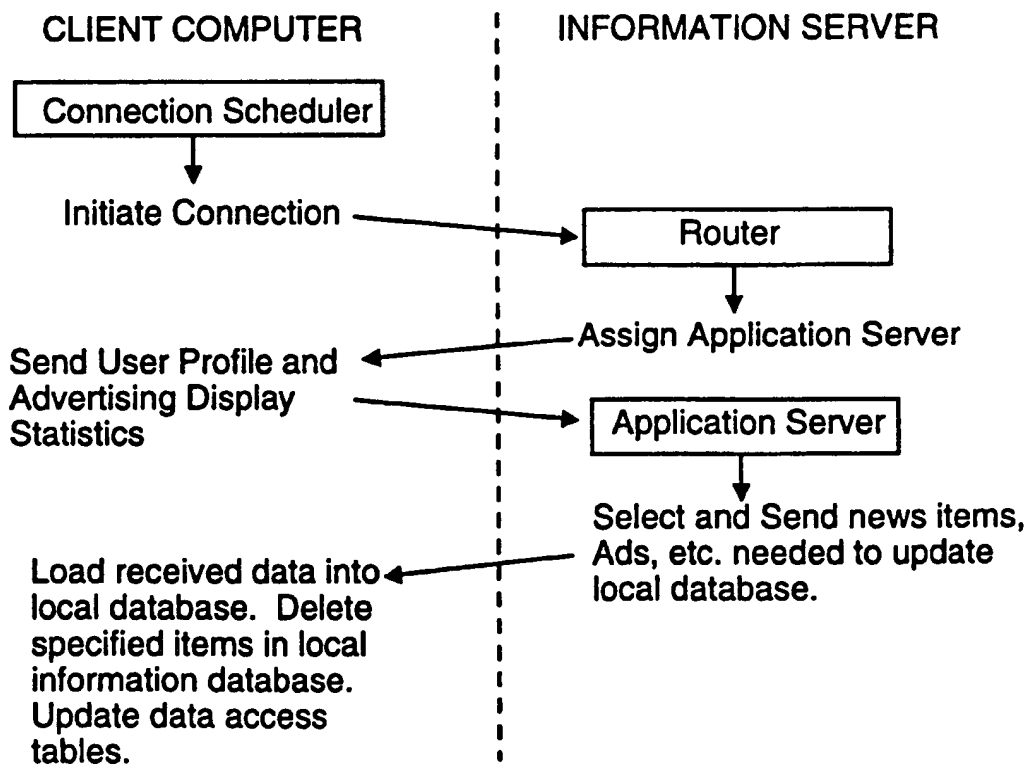 CLIENT COMPUTER
INFORMATION SERVER
Connection Scheduler
Initiate Connection
Router
Assign Application Server
Send User Profile and
Advertising Display
Statistics
Application Server
Select and Send news items,
Ads, etc. needed to update
local database.
Load received data into
local database. Delete
specified items in local
information database.
Update data access
tables.